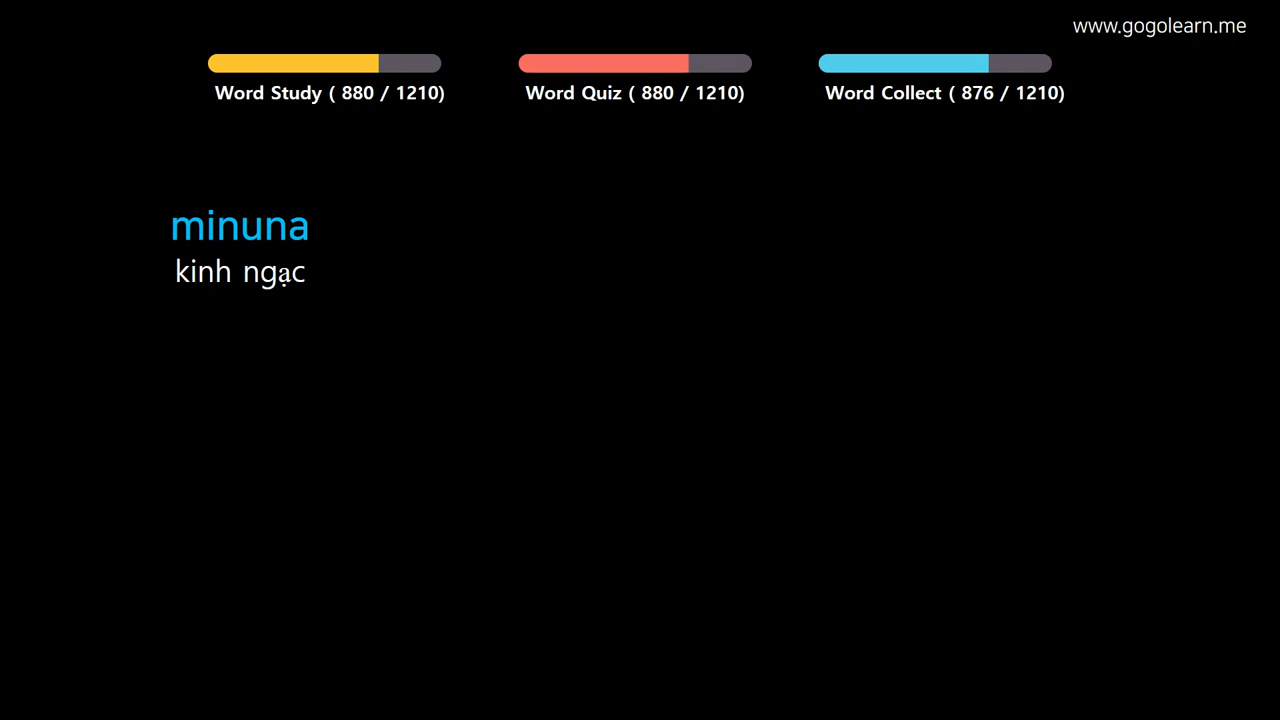 www.gogolearn.me
Word Study ( 880 / 1210)
Word Quiz ( 880 / 1210)
Word Collect ( 876 / 1210)
minuna
kinh ngạc